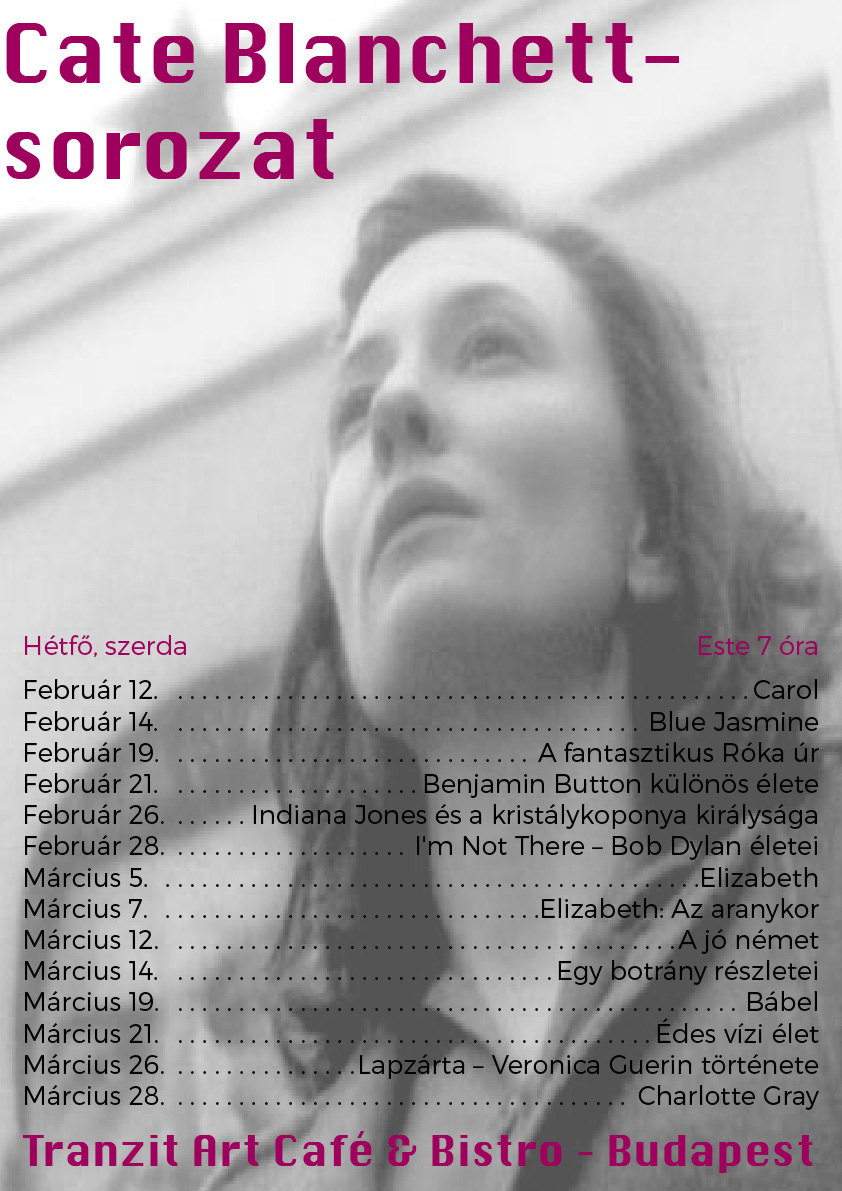 Cate Blanchett-
sorozat
Hétfő, szerda Este 7 óra
Február 12. . . . . . . . . . . . . . . . . . . . . . . . . . . . . . . . . . . . . . . . . . . . . . . . Carol
Február 14. . . . . . . . . . . . . . . . . . . . . . . . . . . . . . . . . . . . . . . Blue Jasmine
Február 19. . . . . . . . . . . . . . . . . . . . . . . . . . . . . . A fantasztikus Róka úr
Február 21. . . . . . . . . . . . . . . . . . . . . Benjamin Button különös élete
Február 26. . . . . . . Indiana Jones és a kristálykoponya királysága
Február 28. . . . . . . . . . . . . . . . . . . . I'm Not There – Bob Dylan életei
Március 5. . . . . . . . . . . . . . . . . . . . . . . . . . . . . . . . . . . . . . . . . . . . . Elizabeth
Március 7. . . . . . . . . . . . . . . . . . . . . . . . . . . . . . . . Elizabeth: Az aranykor
Március 12. . . . . . . . . . . . . . . . . . . . . . . . . . . . . . . . . . . . . . . . . . A jó német
Március 14. . . . . . . . . . . . . . . . . . . . . . . . . . . . . . . . Egy botrány részletei
Március 19. . . . . . . . . . . . . . . . . . . . . . . . . . . . . . . . . . . . . . . . . . . . . . . Bábel
Március 21. . . . . . . . . . . . . . . . . . . . . . . . . . . . . . . . . . . . . . . . Édes vízi élet
Március 26. . . . . . . . . . . . . . . . Lapzárta – Veronica Guerin története
Március 28. . . . . . . . . . . . . . . . . . . . . . . . . . . . . . . . . . . . . . Charlotte Gray
Tranzit Art Café & Bistro - Budapest